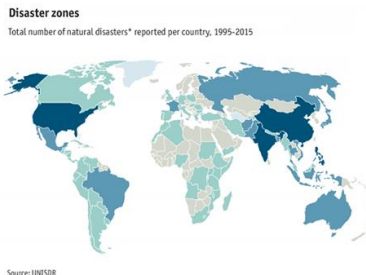 Disaster zones
Total number of natural disasters* reported per country, 1995-2015
Source: UNISDR